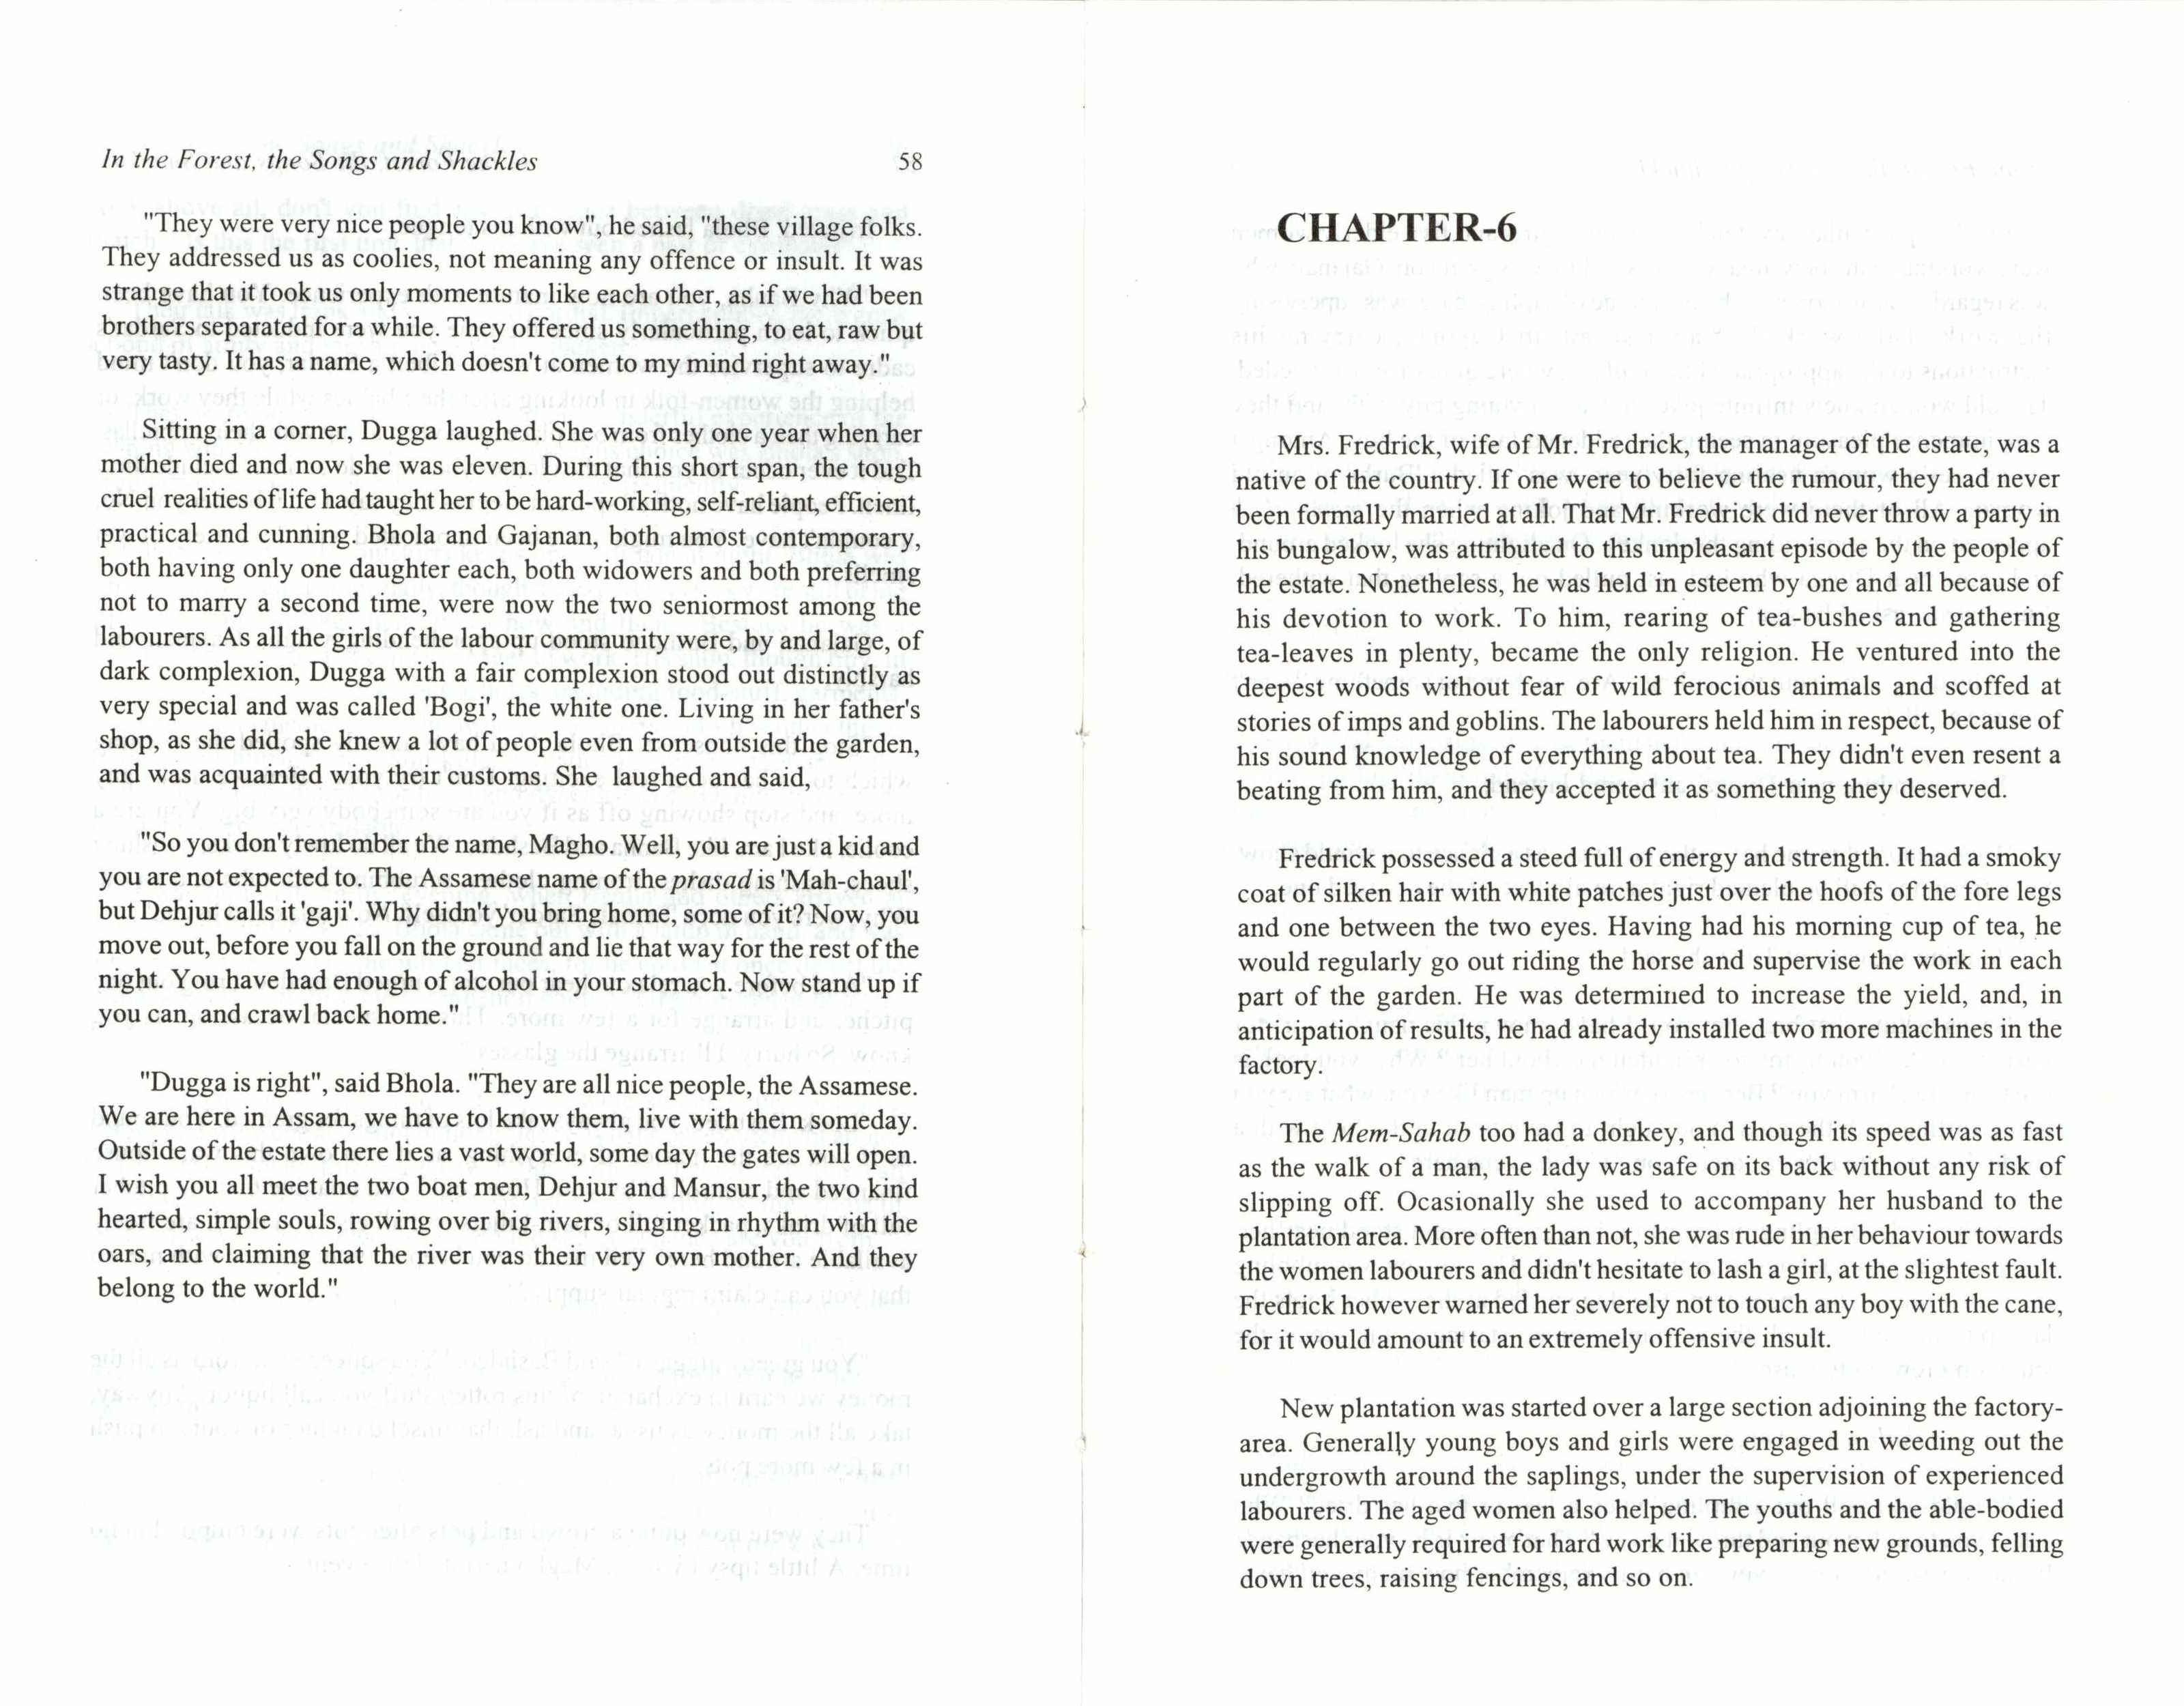 In the Forest, the Songs and Shackles 58
"They were very nice people you know", he said, "these village folks.
They addressed us as coolies, not meaning any offence or insult. It was
strange that it took us only moments to like each other, as if we had been
brothers separated for a while. They offered us something, to eat, raw but
very tasty. It has a name, which doesn't come to my mind right away."
Sitting in a corner, Dugga laughed. She was only one year when her
mother died and now she was eleven. During this short span, the tough
cruel realities of life had taught her to be hard-working, self-reliant, efficient,
practical and cunning. Bhola and Gajanan, both almost contemporary,
both having only one daughter each, both widowers and both preferring
not to marry a second time, were now the two seniormost among the
labourers. As all the girls of the labour community were, by and large, of
dark complexion, Dugga with a fair complexion stood out distinctly as
very special and was called 'Bogi', the white one. Living in her father's
shop, as she did, she knew a lot of people even from outside the garden,
and was acquainted with their customs. She laughed and said,
"So you don't remember the name, Magho. Well, you are just a kid and
you are not expected to. The Assamese name of the prasad is 'Mah-chaul',
but Dehjur calls it 'gaji'. Why didn't you bring home, some of it? Now, you
move out, before you fall on the ground and lie that way for the rest of the
night. You have had enough of alcohol in your stomach. Now stand up if
you can, and crawl back home."
"Dugga is right", said Bhola. "They are all nice people, the Assamese.
We are here in Assam, we have to know them, live with them someday.
Outside of the estate there lies a vast world, some day the gates will open.
I wish you all meet the two boat men, Dehjur and Mansur, the two kind
hearted, simple souls, rowing over big rivers, singing in rhythm with the
oars, and claiming that the river was their very own mother. And they
belong to the world."
CHAPTER-6
Mrs. Fredrick, wife of Mr. Fredrick, the manager of the estate, was a
native of the country. If one were to believe the rumour, they had never
been formally married at all. That Mr. Fredrick did never throw a party in
his bungalow, was attributed to this unpleasant episode by the people of
the estate. Nonetheless, he was held in esteem by one and all because of
his devotion to work. To him, rearing of tea-bushes and gathering
tea-leaves in plenty, became the only religion. He ventured into the
deepest woods without fear of wild ferocious animals and scoffed at
stories of imps and goblins. The labourers held him in respect, because of
his sound knowledge of everything about tea. They didn't even resent a
beating from him, and they accepted it as something they deserved.
Fredrick possessed a steed full of energy and strength. It had a smoky
coat of silken hair with white patches just over the hoofs of the fore legs
and one between the two eyes. Having had his morning cup of tea, he
would regularly go out riding the horse and supervise the work in each
part of the garden. He was determined to increase the yield, and, in
anticipation of results, he had already installed two more machines in the
factory.
The Mem-Sahab too had a donkey, and though its speed was as fast
as the walk of a man, the lady was safe on its back without any risk of
slipping off. Ocasionally she used to accompany her husband to the
plantation area. More often than not, she was rude in her behaviour towards
the women labourers and didn't hesitate to lash a girl, at the slightest fault.
Fredrick however warned her severely not to touch any boy with the cane,
for it would amount to an extremely offensive insult.
New plantation was started over a large section adjoining the factory-
area. Generally young boys and girls were engaged in weeding out the
undergrowth around the saplings, under the supervision of experienced
labourers. The aged women also helped. The youths and the able-bodied
were generally required for hard work like preparing new grounds, felling
down trees, raising fencings, and so on.